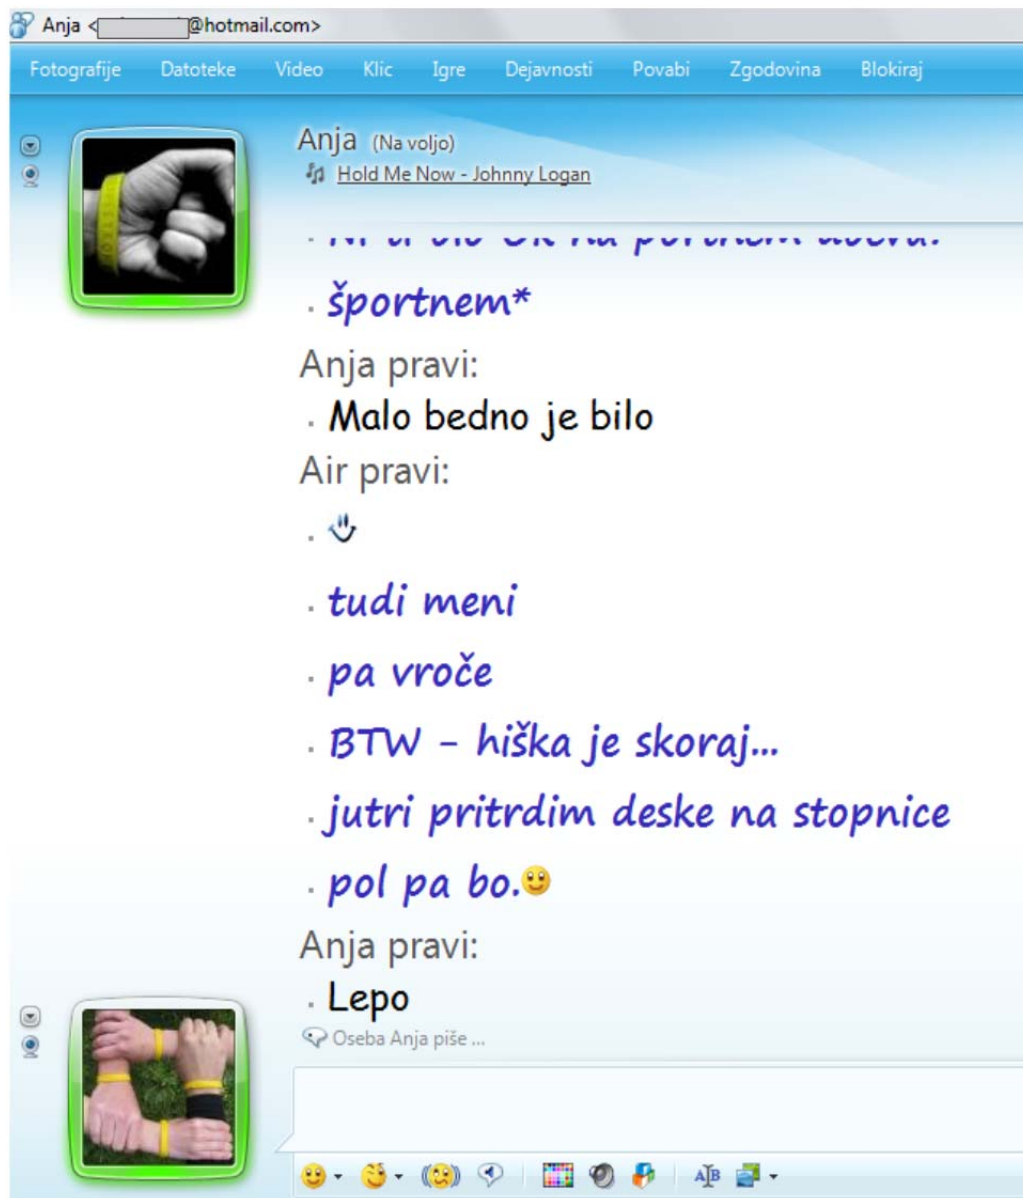 Anja <@hotmail.com>
Fotografije Datoteke Video Klic Igre Dejavnosti Povabi Zgodovina Blokiraj
Anja (Na voljo)
Hold Me Now - Johnny Logan
športnem*
Anja pravi:
Malo bedno je bilo
Air pravi:
tudi meni
pa vroče
BTW - hiška je skoraj...
jutri pritrdim deske na stopnice
pol pa bo.
Anja pravi:
Lepo
Oseba Anja piše ...